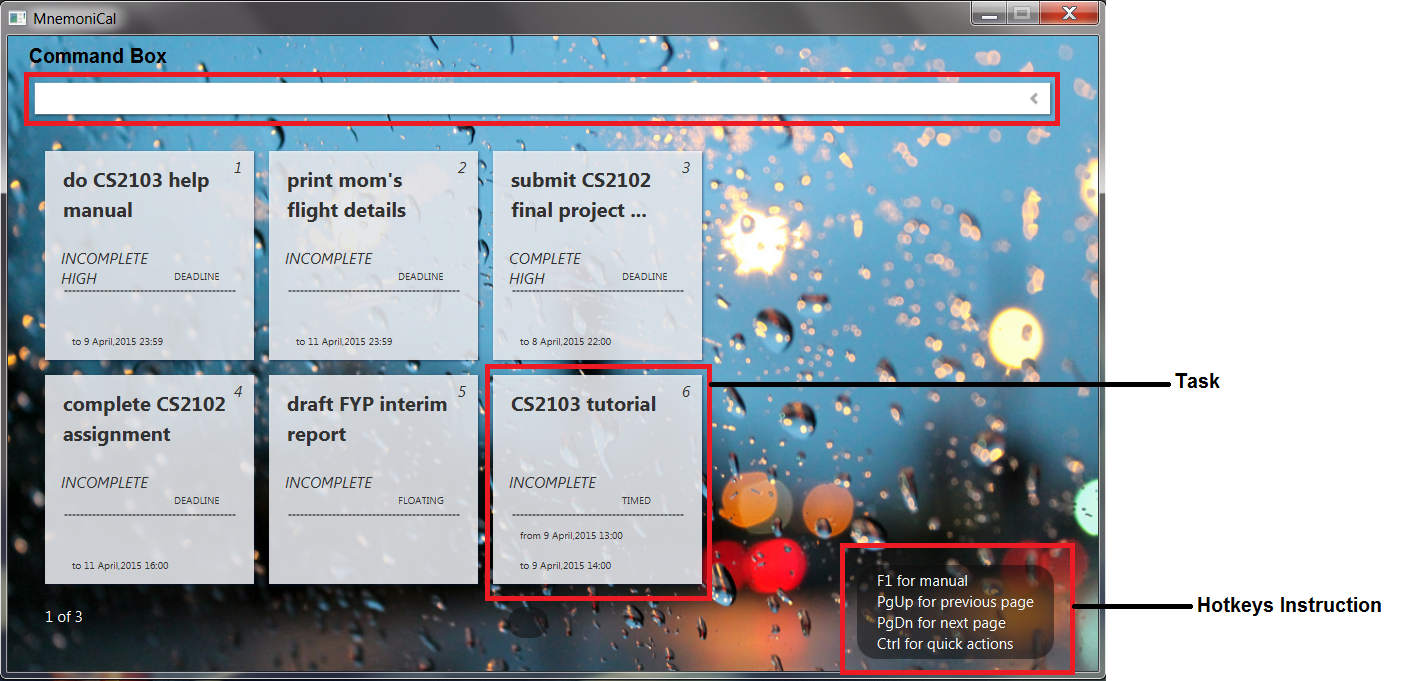 MnemoniCal
Command Box
1
do CS2103 help
manual
INCOMPLETE
HIGH
DEADLINE
to 9 April,2015 23:59
2
print mom's
flight details
INCOMPLETE
DEADLINE
to 11 April,2015 23:59
3
submit CS2102
final project ...
COMPLETE
HIGH
DEADLINE
to 8 April,2015 22:00
4
complete CS2102
assignment
INCOMPLETE
DEADLINE
to 11 April,2015 16:00
5
draft FYP interim
report
INCOMPLETE
FLOATING
6
CS2103 tutorial
INCOMPLETE
TIMED
from 9 April,2015 13:00
to 9 April,2015 14:00
Task
1 of 3
F1 for manual
PgUp for previous page
PgDn for next page
Ctrl for quick actions
Hotkeys Instruction